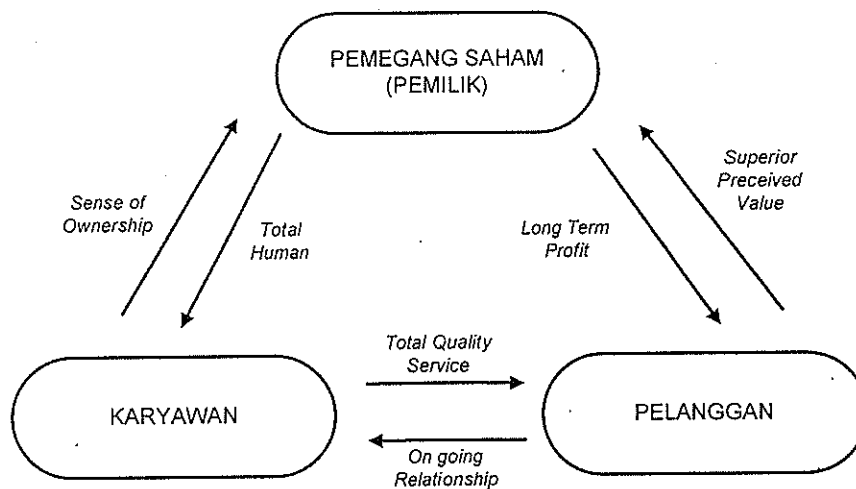 PEMEGANG SAHAM
(PEMILIK)
Sense of
Ownership
Total
Human
Long Term
Profit
Superior
Preceived
Value
Total Quality
Service
KARYAWAN
PELANGGAN
On going
Relationship